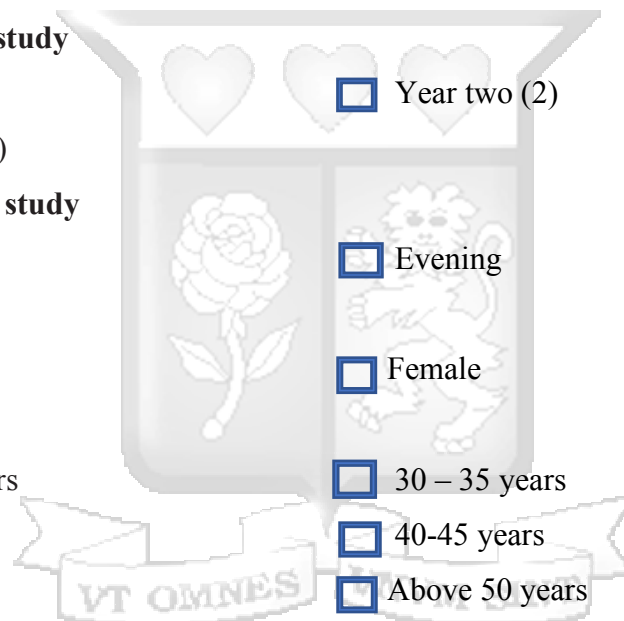 study
Year two (2)
)
study
Evening
Female
rs
30 – 35 years
40-45 years
Above 50 years
VT OMNES